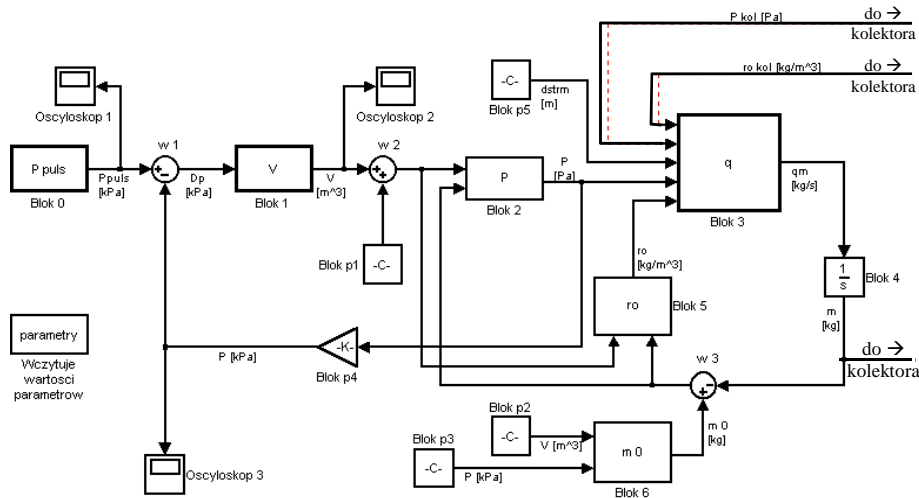 do →
P kol [Pa]
kolektora
do →
ro kol [kg/m^3]
kolektora
-C-
dstrm
[m]
Blok p5
Oscyloskop 1
Oscyloskop 2
w 1
w 2
P puls
Ppuls
[kPa]
Blok 0
Dp
[kPa]
V
Blok 1
V
[m^3]
P
Blok 2
P
[Pa]
q
Blok 3
qm
[kg/s]
-C-
Blok p1
ro
[kg/m^3]
ro
Blok 5
1
s
Blok 4
m
[kg]
parametry
Wczytuje
wartosci
parametrow
P [kPa]
-K-
Blok p4
w 3
do →
kolektora
Blok p2
-C-
V [m^3]
Blok p3
-C-
P [kPa]
m 0
Blok 6
m 0
[kg]
Oscyloskop 3